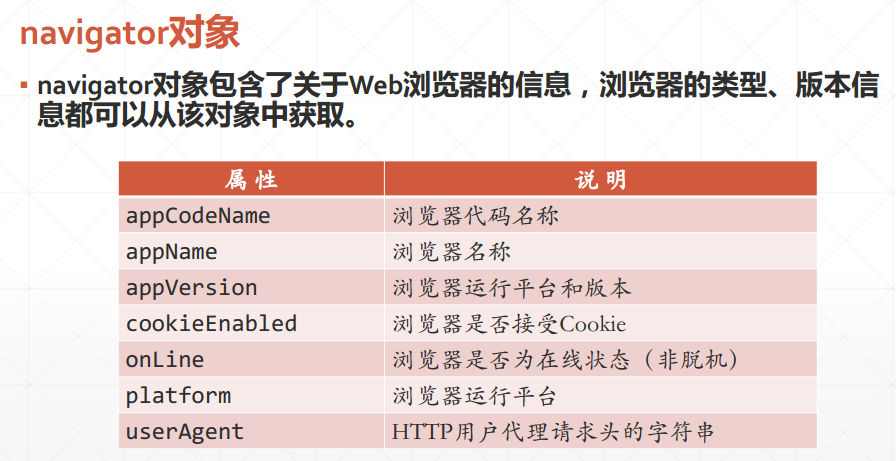 navigator对象
navigator对象包含了关于Web浏览器的信息，浏览器的类型、版本信
息都可以从该对象中获取。
属 性 说 明
appCodeName 浏览器代码名称
appName 浏览器名称
appVersion 浏览器运行平台和版本
cookieEnabled 浏览器是否接受Cookie
onLine 浏览器是否为在线状态（非脱机）
platform 浏览器运行平台
userAgent HTTP用户代理请求头的字符串